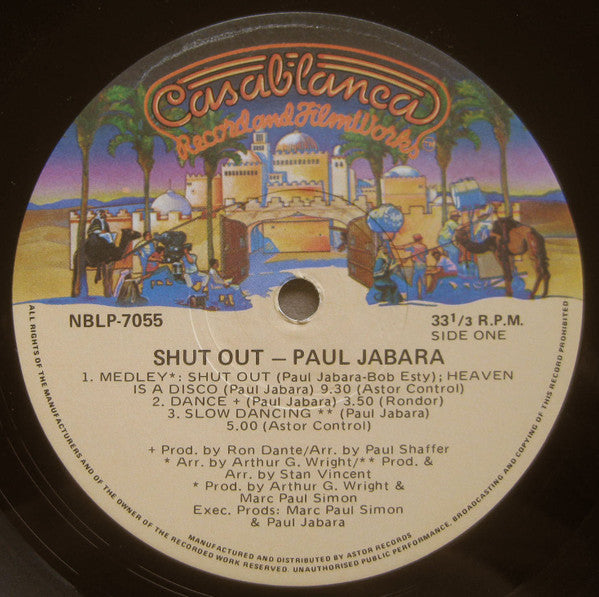 Casablanca
Record and FilmWorks™
NBLP-7055
33 1/3 R.P.M.
SIDE ONE
SHUT OUT — PAUL JABARA
1. MEDLEY*: SHUT OUT (Paul Jabara-Bob Esty); HEAVEN
IS A DISCO (Paul Jabara) 9.30 (Astor Control)
2. DANCE + (Paul Jabara) 3.50 (Rondor)
3. SLOW DANCING ** (Paul Jabara)
5.00 (Astor Control)
+ Prod. by Ron Dante/Arr. by Paul Shaffer
* Arr. by Arthur G. Wright/** Prod. &
Arr. by Stan Vincent
* Prod. by Arthur G. Wright &
Marc Paul Simon
Exec. Prods: Marc Paul Simon
& Paul Jabara
MANUFACTURED AND DISTRIBUTED BY ASTOR RECORDS
ALL RIGHTS OF THE MANUFACTURERS AND OF THE OWNER OF THE RECORDED WORK RESERVED. UNAUTHORISED PUBLIC PERFORMANCE, BROADCASTING AND COPYING OF THIS RECORD PROHIBITED